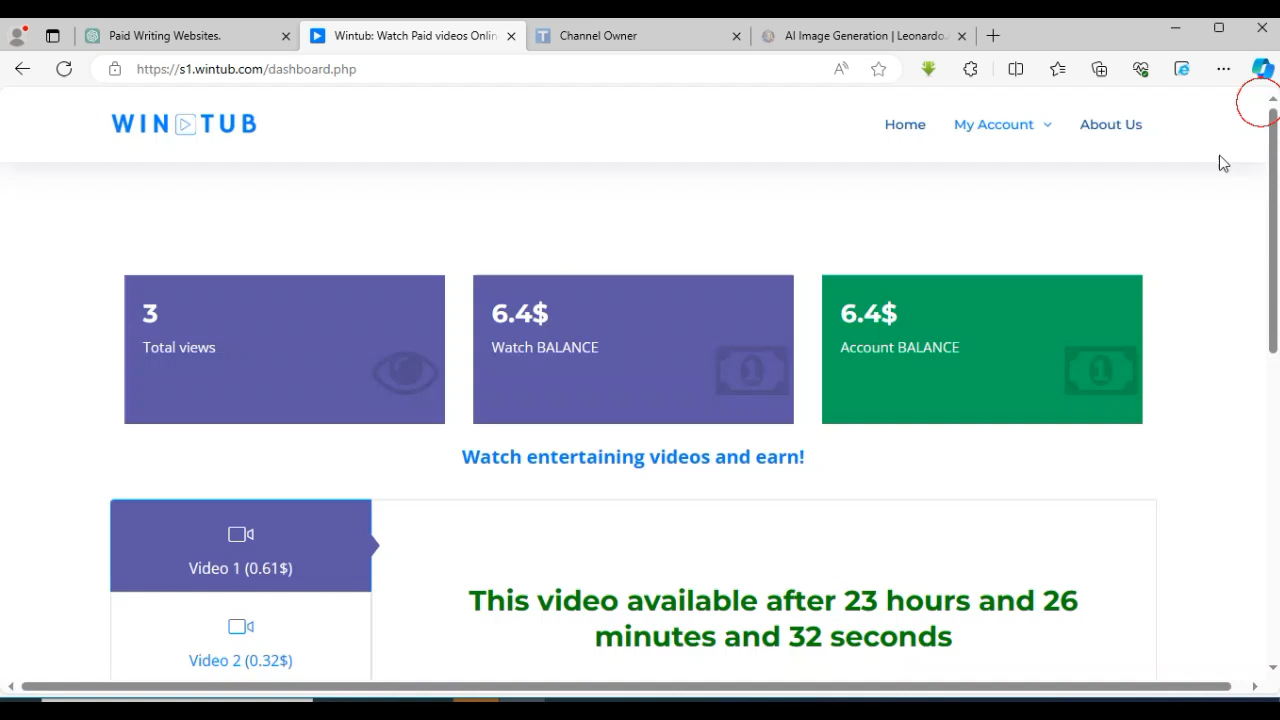 Paid Writing Websites.
Wintub: Watch Paid videos Onlin
Channel Owner
AI Image Generation | Leonardo.
https://s1.wintub.com/dashboard.php
WIN TUB
Home
My Account
About Us
3
Total views
6.4$
Watch BALANCE
6.4$
Account BALANCE
Watch entertaining videos and earn!
Video 1 (0.61$)
This video available after 23 hours and 26
minutes and 32 seconds
Video 2 (0.32$)